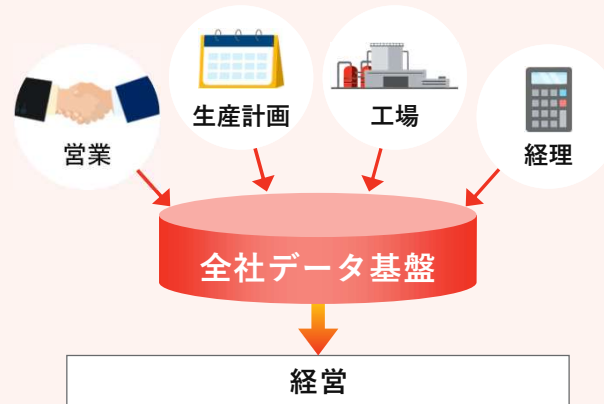 営業
生産計画
工場
経理
全社データ基盤
経営